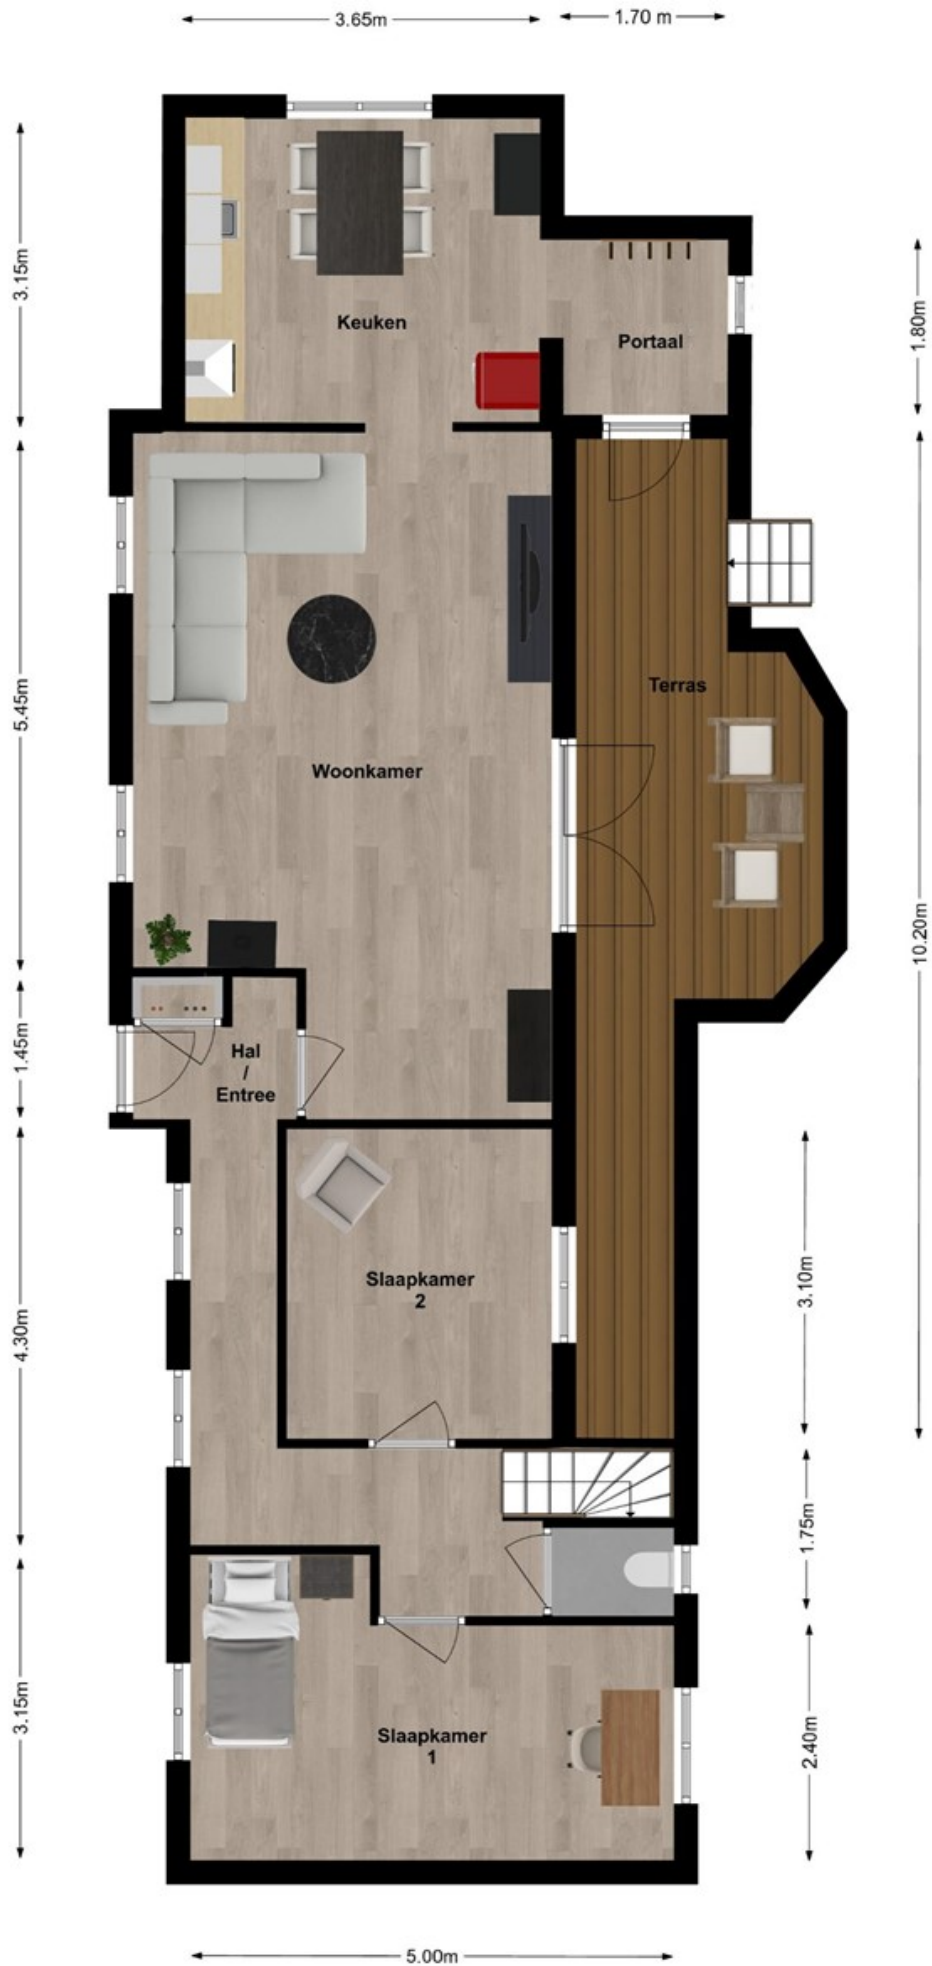 3.65m
1.70 m
3.15m
1.80m
Keuken
Portaal
5.45m
Terras
Woonkamer
10.20m
1.45m
Hal
/
Entree
4.30m
3.10m
Slaapkamer
2
1.75m
3.15m
2.40m
Slaapkamer
1
5.00m